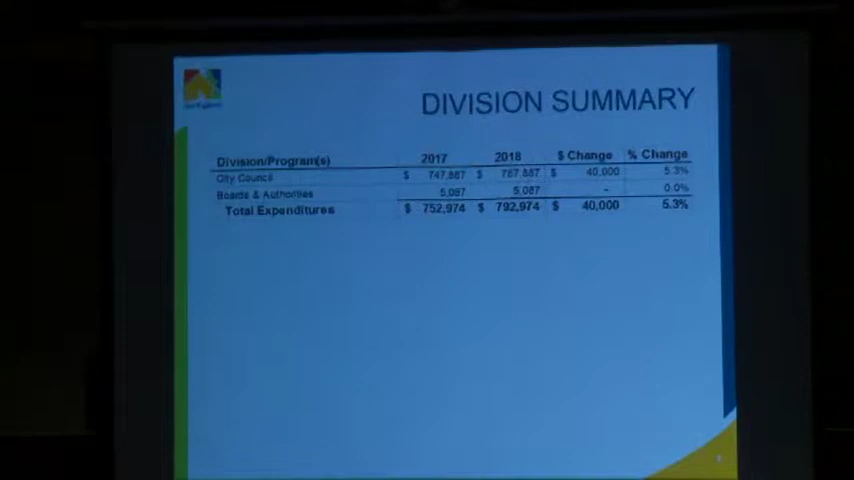 DIVISION SUMMARY
Division/Program(s) 2017 2018 $ Change % Change
City Council $ 747,887 $ 787,887 $ 40,000 5.3%
Boards & Authorities 5,087 5,087 - 0.0%
Total Expenditures $ 752,974 $ 792,974 $ 40,000 5.3%